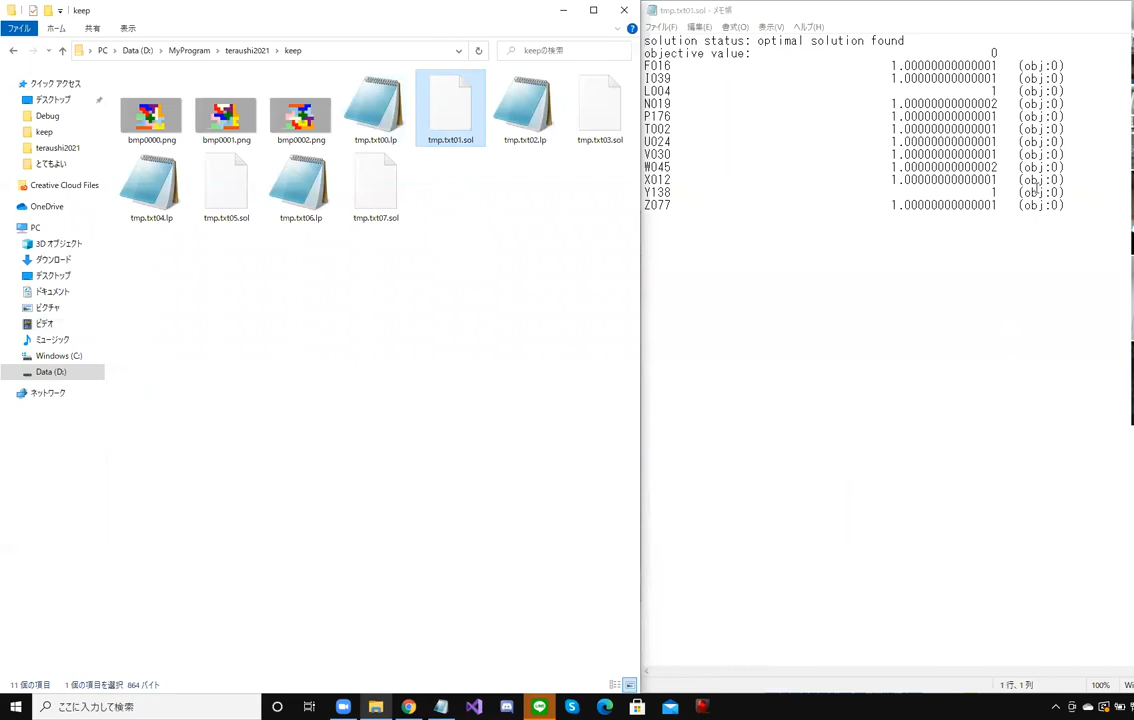 keep
ファイル ホーム 共有 表示
PC > Data (D:) > MyProgram > teraushi2021 > keep
keepの検索
クイック アクセス
デスクトップ
Debug
keep
teraushi2021
とてもよい
Creative Cloud Files
OneDrive
PC
3D オブジェクト
ダウンロード
デスクトップ
ドキュメント
ピクチャ
ビデオ
ミュージック
Windows (C:)
Data (D:)
ネットワーク
bmp0000.png
bmp0001.png
bmp0002.png
tmp.txt00.lp
tmp.txt01.sol
tmp.txt02.lp
tmp.txt03.sol
tmp.txt04.lp
tmp.txt05.sol
tmp.txt06.lp
tmp.txt07.sol
11 個の項目 1 個の項目を選択 864 バイト
tmp.txt01.sol - メモ帳
ファイル(F) 編集(E) 書式(O) 表示(V) ヘルプ(H)
solution status: optimal solution found
objective value: 0
F016 1.00000000000001 (obj:0)
I039 1.00000000000001 (obj:0)
L004 1 (obj:0)
N019 1.00000000000002 (obj:0)
P176 1.00000000000001 (obj:0)
T002 1.00000000000001 (obj:0)
U024 1.00000000000001 (obj:0)
V030 1.00000000000001 (obj:0)
W045 1.00000000000002 (obj:0)
X012 1.00000000000001 (obj:0)
Y138 1 (obj:0)
Z077 1.00000000000001 (obj:0)
1 行、1 列 100% Wi
ここに入力して検索